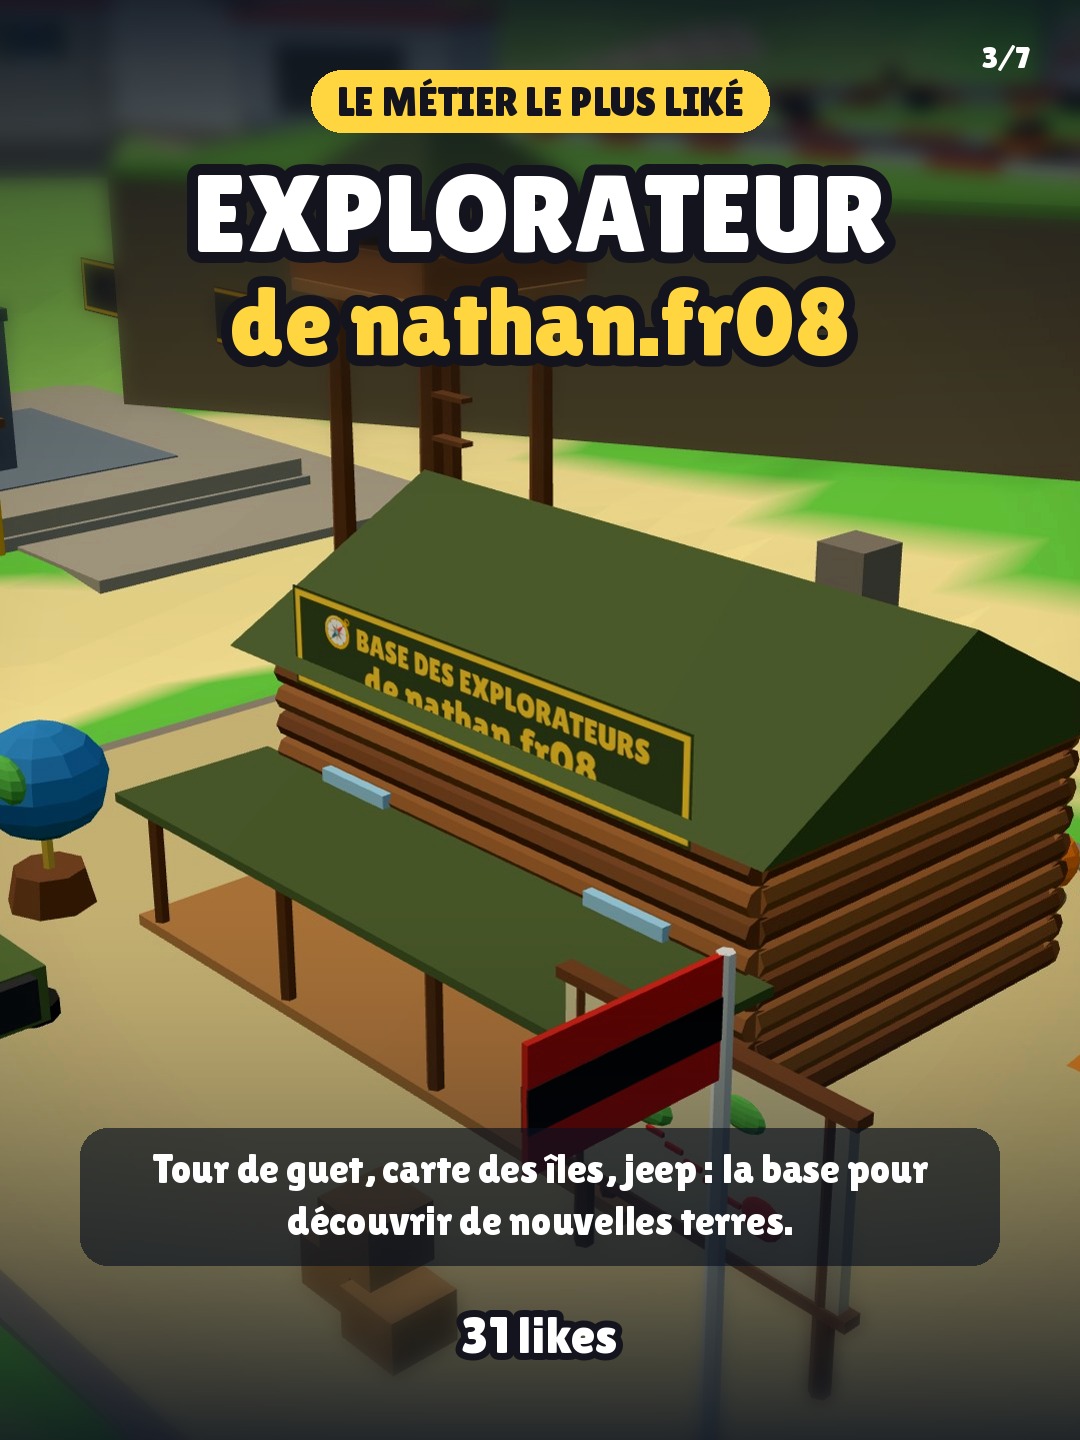 3/7
LE MÉTIER LE PLUS LIKÉ
EXPLORATEUR
de nathan.fr08
BASE DES EXPLORATEURS
de nathan.fr08
Tour de guet, carte des îles, jeep : la base pour
découvrir de nouvelles terres.
31 likes